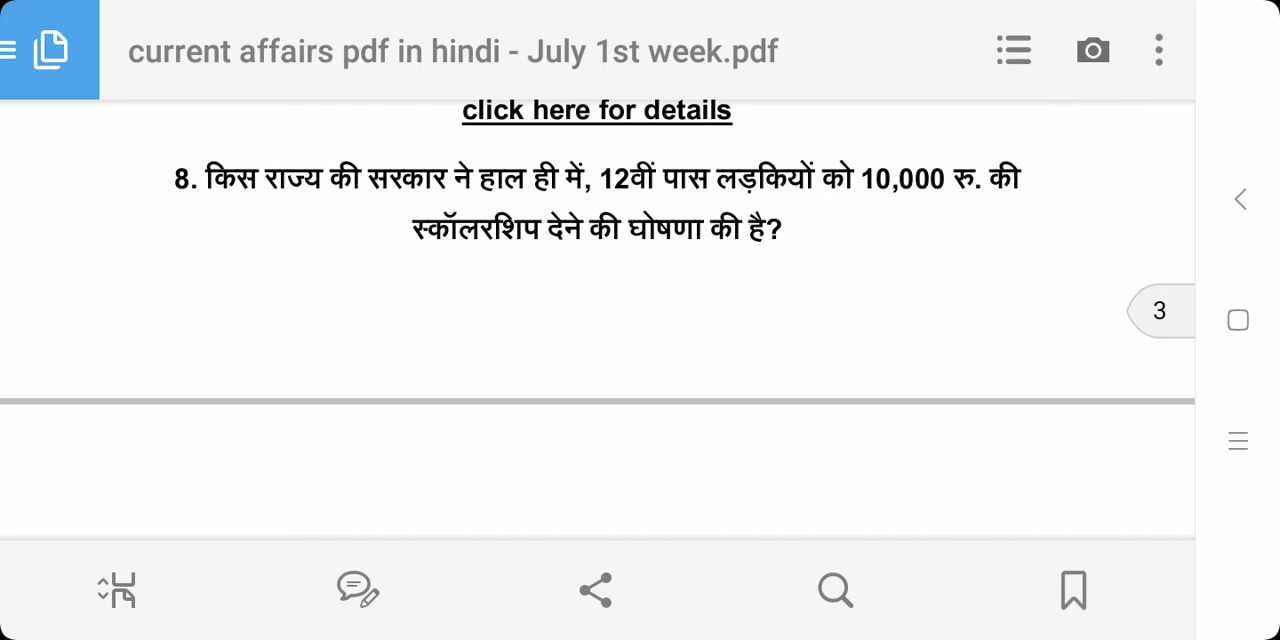 current affairs pdf in hindi - July 1st week.pdf
click here for details
8. किस राज्य की सरकार ने हाल ही में, 12वीं पास लड़कियों को 10,000 रु. की
स्कॉलरशिप देने की घोषणा की है?
3